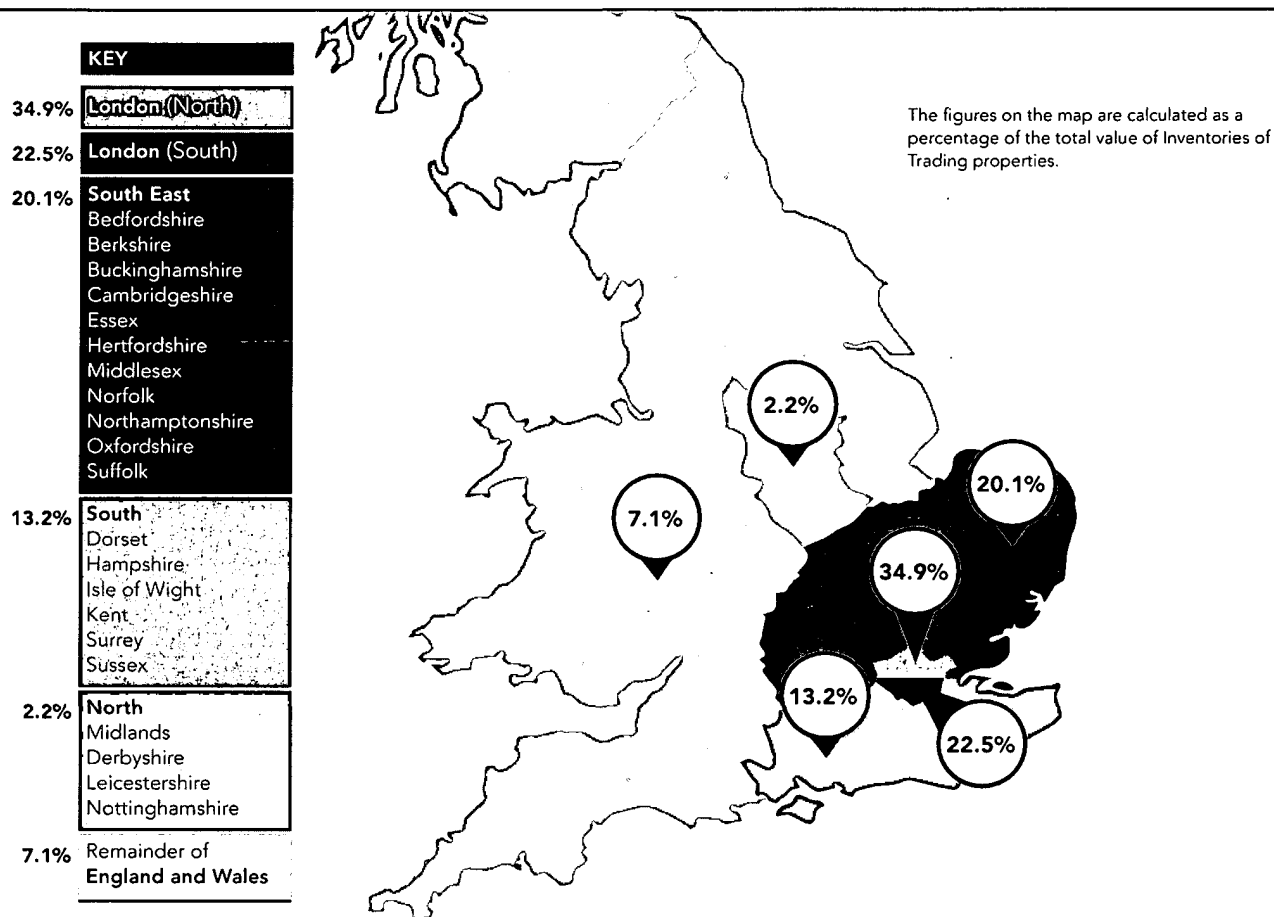 KEY
34.9% London (North)
22.5% London (South)
20.1% South East
Bedfordshire
Berkshire
Buckinghamshire
Cambridgeshire
Essex
Hertfordshire
Middlesex
Norfolk
Northamptonshire
Oxfordshire
Suffolk
13.2% South
Dorset
Hampshire
Isle of Wight
Kent
Surrey
Sussex
2.2% North
Midlands
Derbyshire
Leicestershire
Nottinghamshire
7.1% Remainder of
England and Wales
The figures on the map are calculated as a
percentage of the total value of Inventories of
Trading properties.
2.2%
20.1%
7.1%
34.9%
13.2%
22.5%